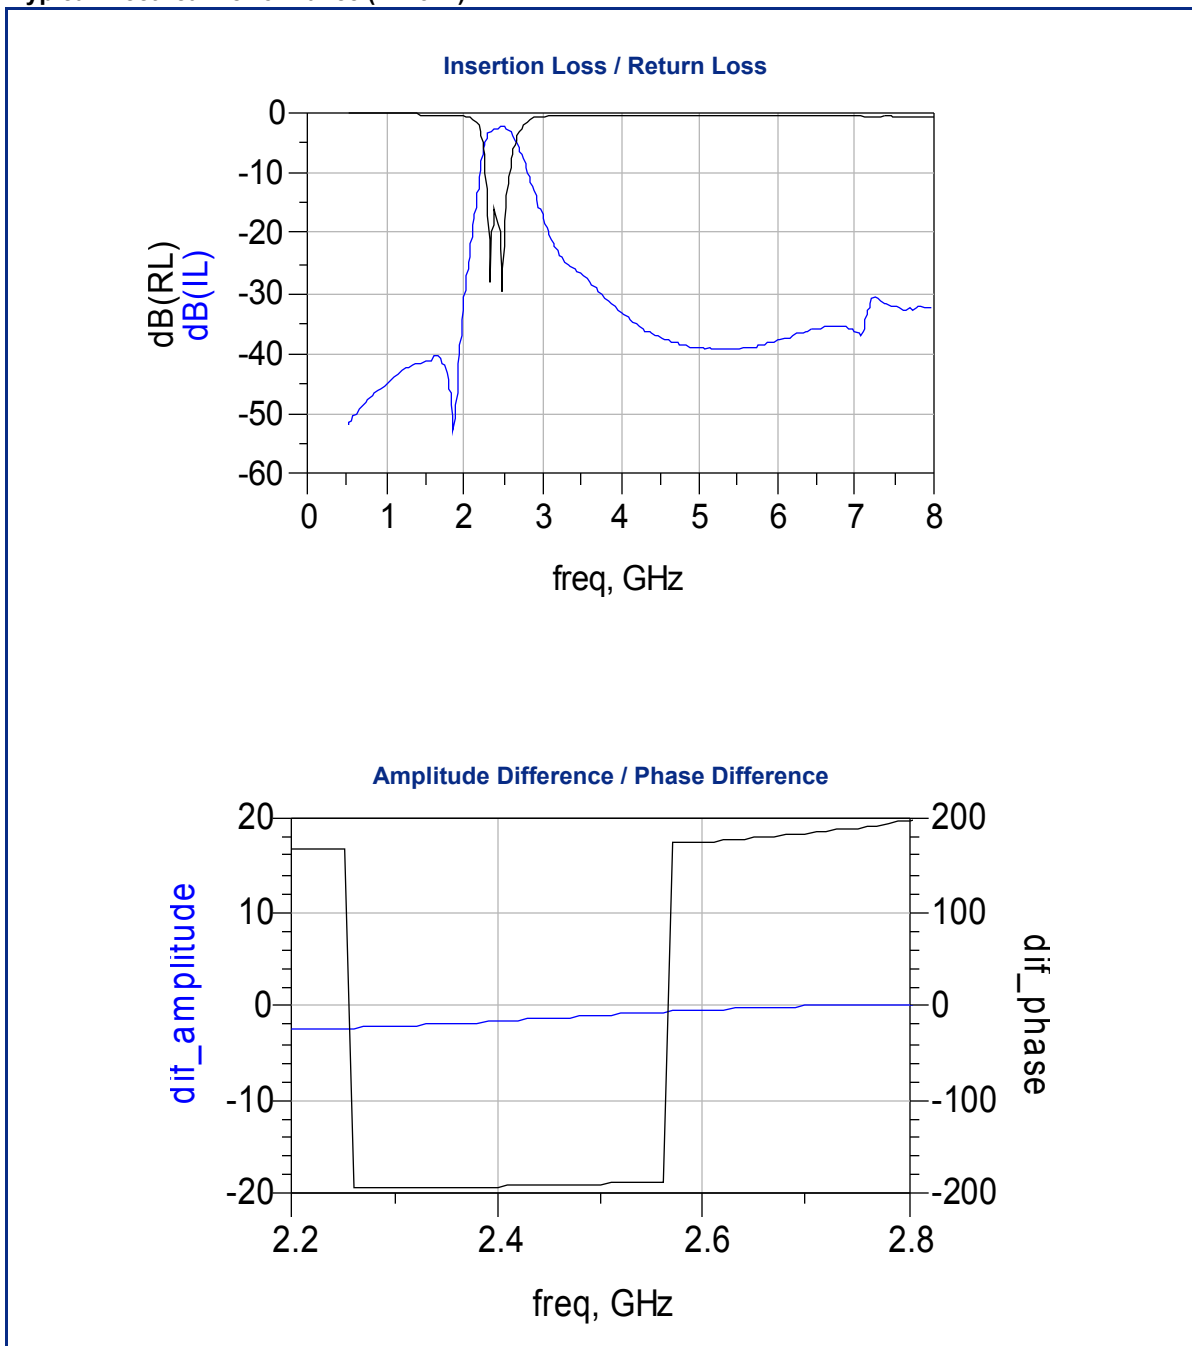 Insertion Loss / Return Loss
0
-10
-20
-30
-40
-50
-60
dB(RL)
dB(IL)
0 1 2 3 4 5 6 7 8
freq, GHz
Amplitude Difference / Phase Difference
20
10
0
-10
-20
dif_amplitude
200
100
0
-100
-200
dif_phase
2.2 2.4 2.6 2.8
freq, GHz